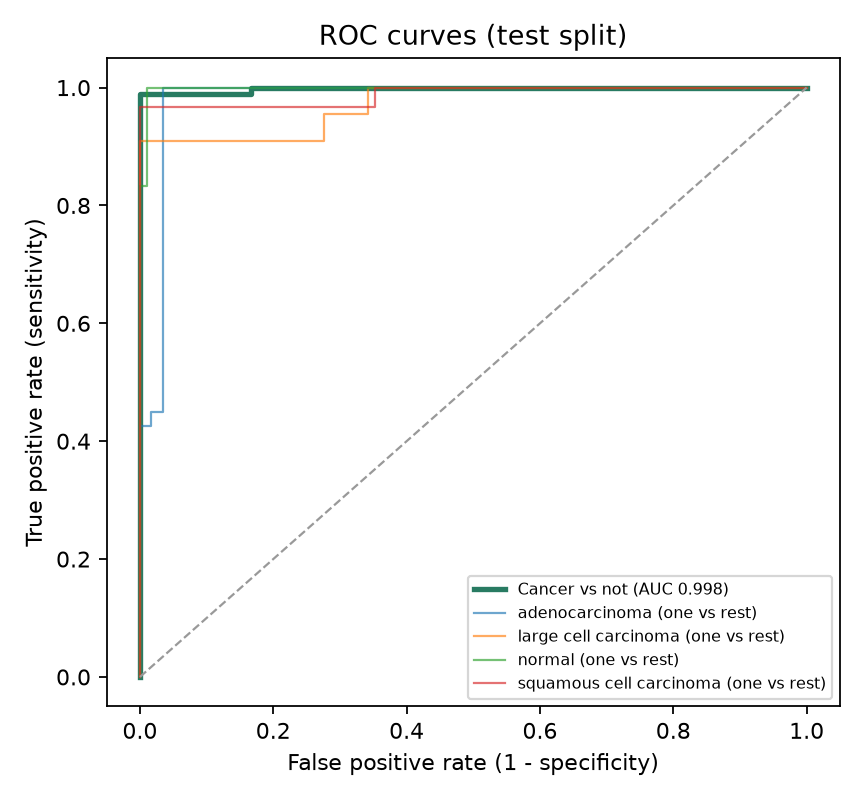 ROC curves (test split)
1.0
0.8
0.6
0.4
0.2
0.0
True positive rate (sensitivity)
Cancer vs not (AUC 0.998)
adenocarcinoma (one vs rest)
large cell carcinoma (one vs rest)
normal (one vs rest)
squamous cell carcinoma (one vs rest)
0.0 0.2 0.4 0.6 0.8 1.0
False positive rate (1 - specificity)